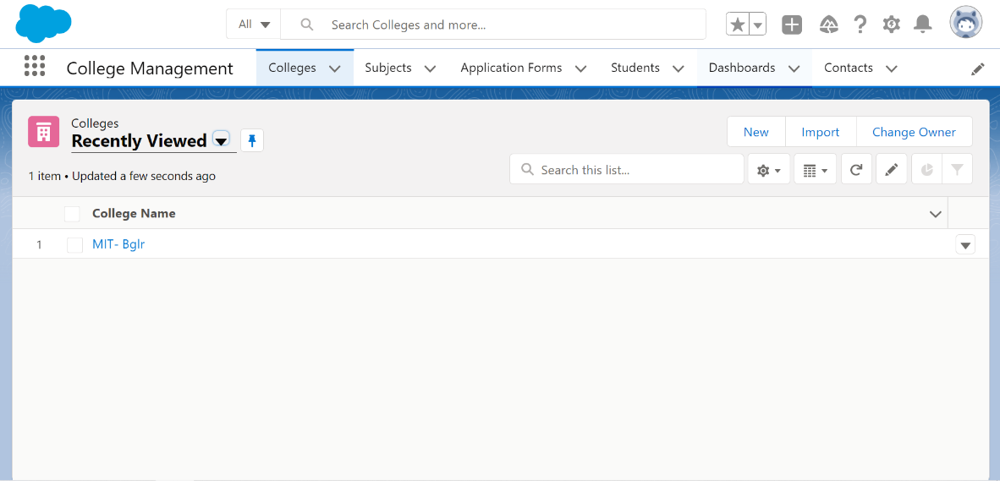 All
Search Colleges and more...
College Management
Colleges
Subjects
Application Forms
Students
Dashboards
Contacts
Colleges
Recently Viewed
New
Import
Change Owner
1 item • Updated a few seconds ago
Search this list...
College Name
1
MIT- Bglr